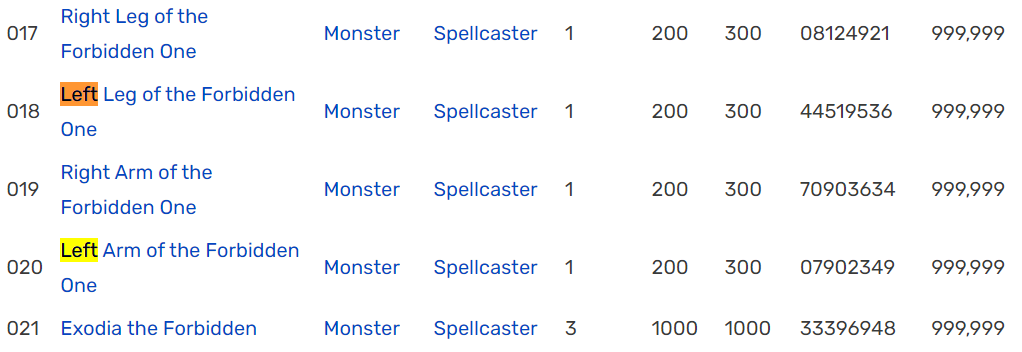 017 Right Leg of the Forbidden One Monster Spellcaster 1 200 300 08124921 999,999
018 Left Leg of the Forbidden One Monster Spellcaster 1 200 300 44519536 999,999
019 Right Arm of the Forbidden One Monster Spellcaster 1 200 300 70903634 999,999
020 Left Arm of the Forbidden One Monster Spellcaster 1 200 300 07902349 999,999
021 Exodia the Forbidden Monster Spellcaster 3 1000 1000 33396948 999,999